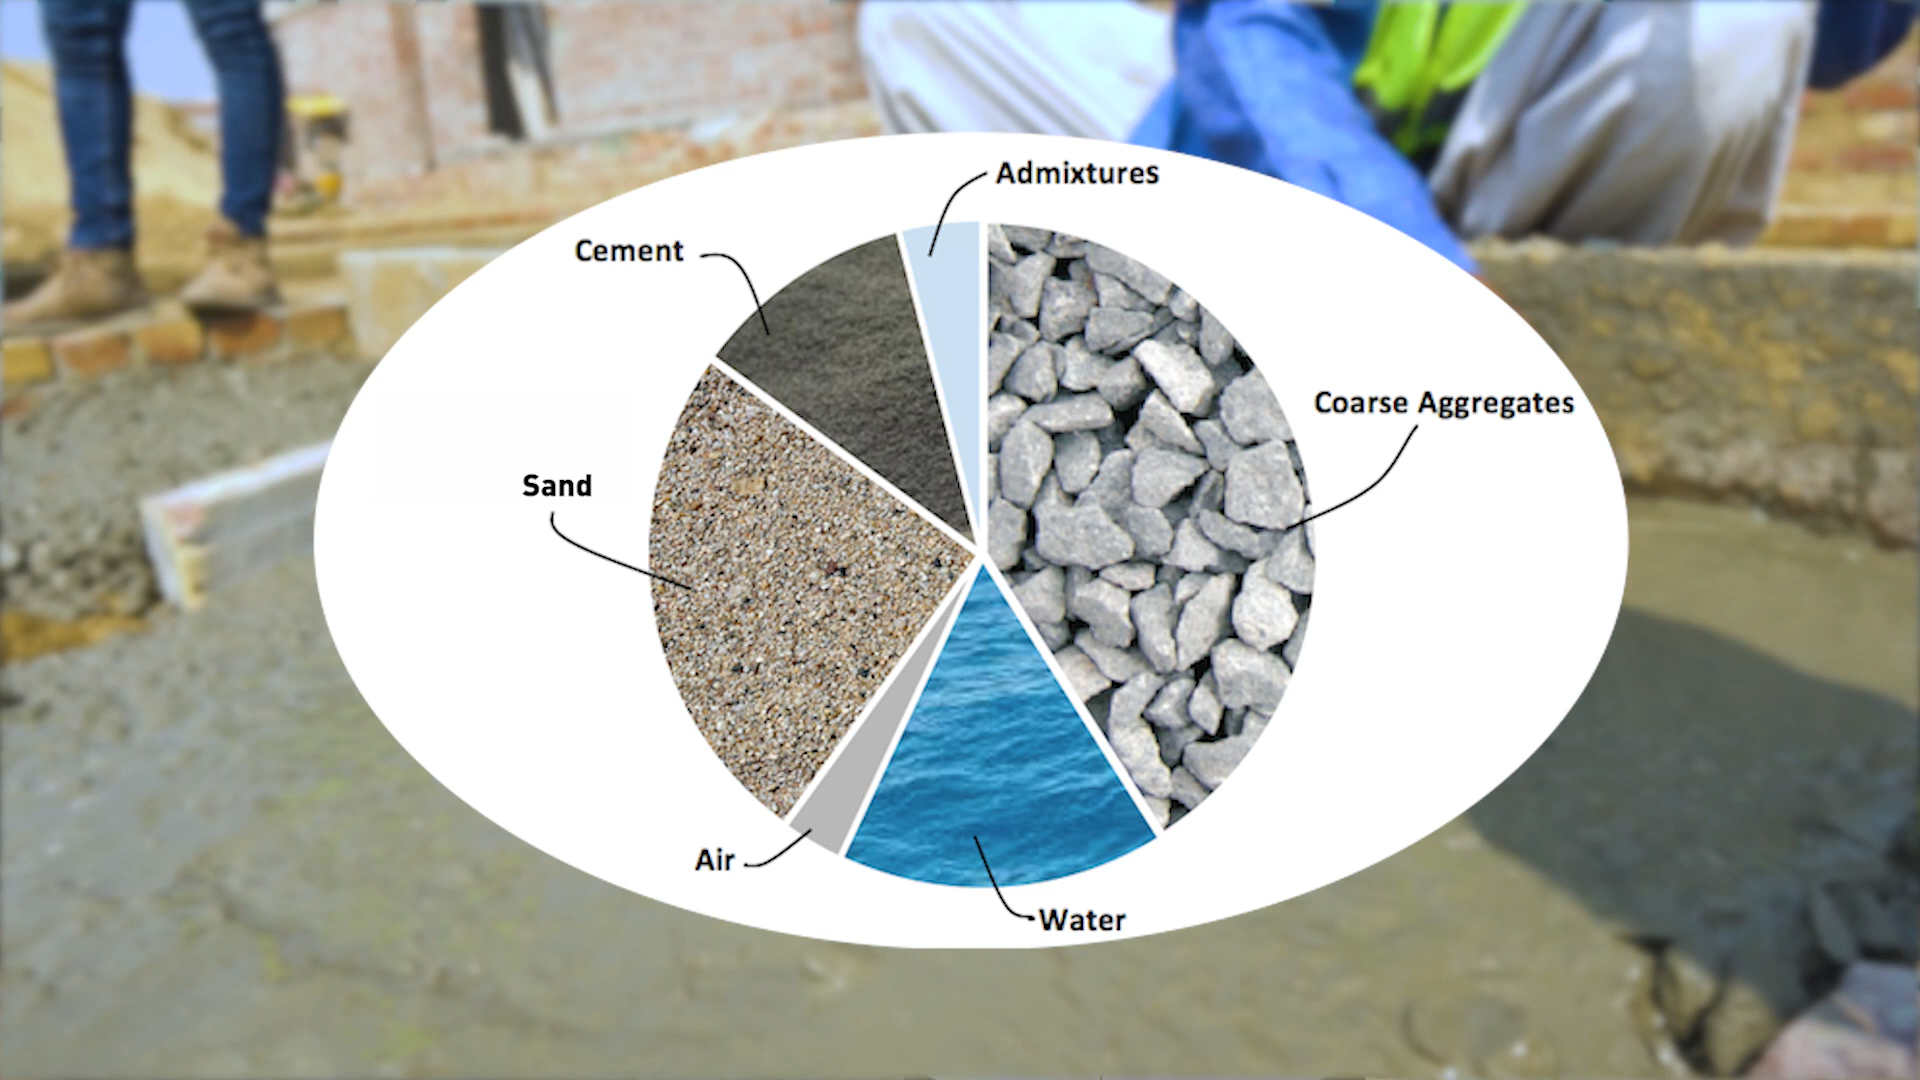 Admixtures
Cement
Coarse Aggregates
Sand
Air
Water